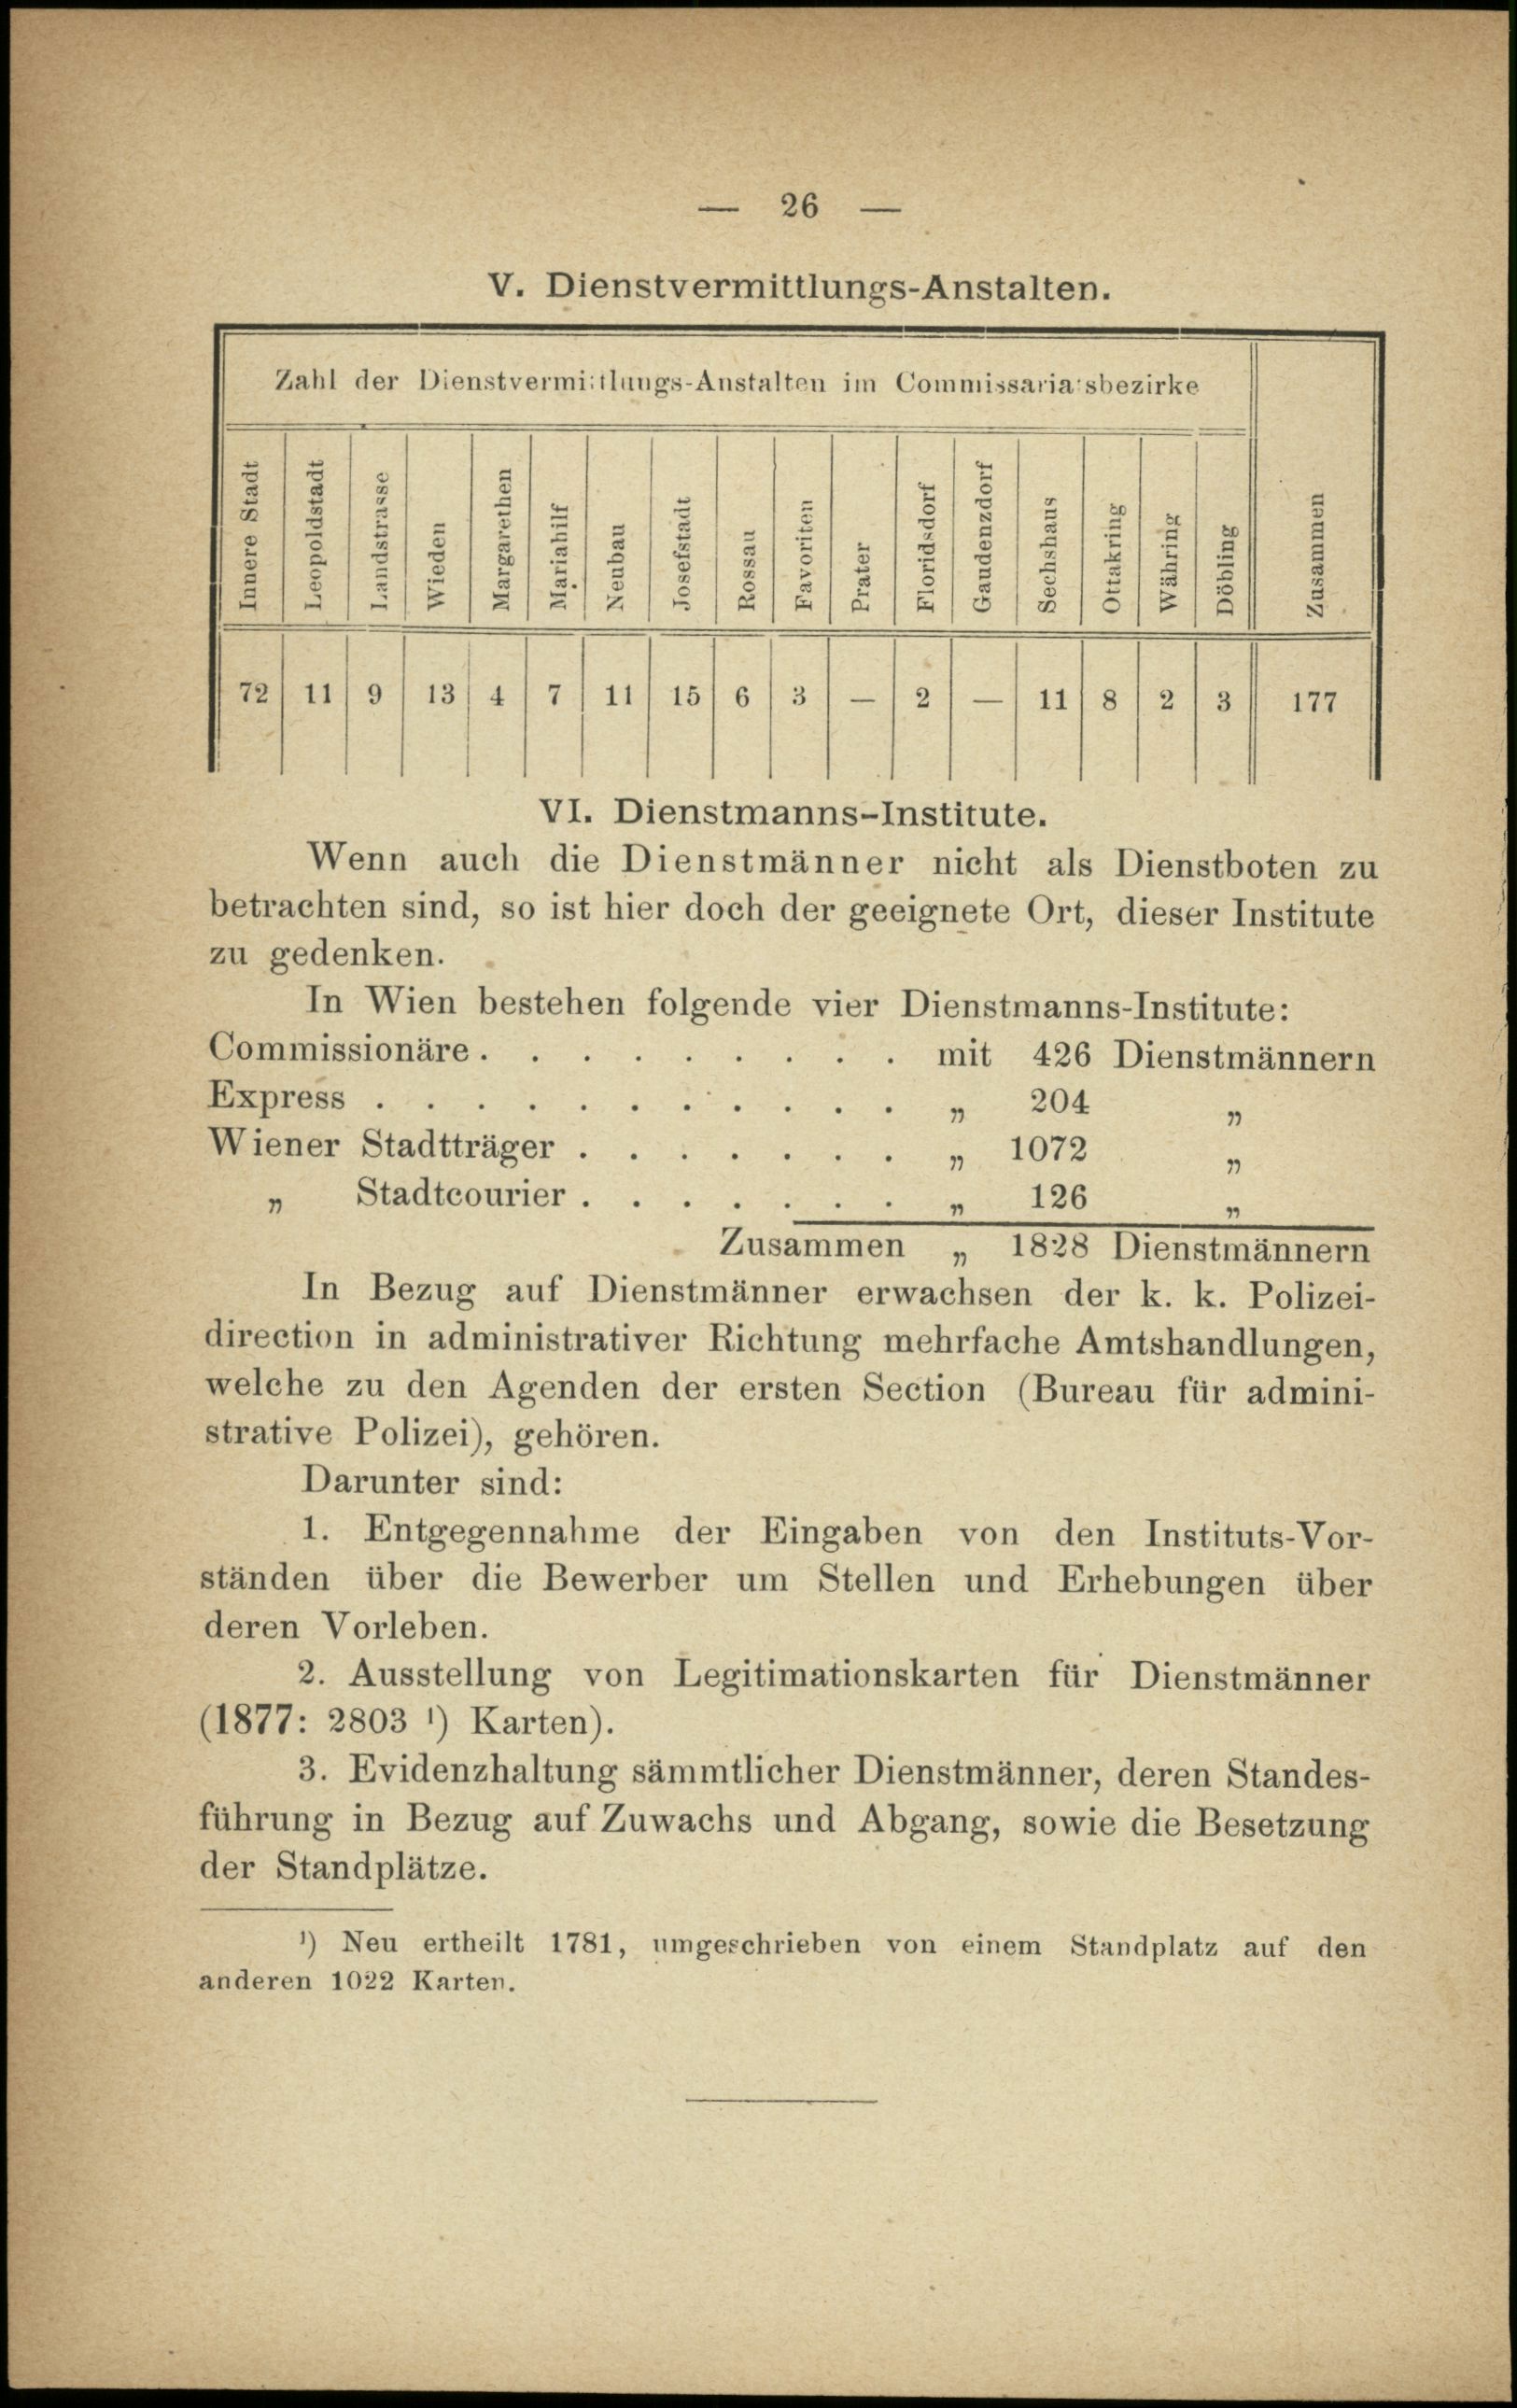 — 26 —
V. Dienstvermittlungs-Anstalten.
Zahl der Dienstvermittlungs-Anstalten im Commissariatsbezirke
Innere Stadt | Leopoldstadt | Landstrasse | Wieden | Margarethen | Mariahilf | Neubau | Josefstadt | Rossau | Favoriten | Prater | Floridsdorf | Gaudenzdorf | Sechshaus | Ottakring | Währing | Döbling | Zusammen
72 | 11 | 9 | 13 | 4 | 7 | 11 | 15 | 6 | 3 | — | 2 | — | 11 | 8 | 2 | 3 | 177
VI. Dienstmanns-Institute.
Wenn auch die Dienstmänner nicht als Dienstboten zu
betrachten sind, so ist hier doch der geeignete Ort, dieser Institute
zu gedenken.
In Wien bestehen folgende vier Dienstmanns-Institute:
Commissionäre . . . . . . . . . mit 426 Dienstmännern
Express . . . . . . . . . . . „ 204 „
Wiener Stadtträger . . . . . . . „ 1072 „
„ Stadtcourier . . . . . . . „ 126 „
Zusammen „ 1828 Dienstmännern
In Bezug auf Dienstmänner erwachsen der k. k. Polizei-
direction in administrativer Richtung mehrfache Amtshandlungen,
welche zu den Agenden der ersten Section (Bureau für admini-
strative Polizei), gehören.
Darunter sind:
1. Entgegennahme der Eingaben von den Instituts-Vor-
ständen über die Bewerber um Stellen und Erhebungen über
deren Vorleben.
2. Ausstellung von Legitimationskarten für Dienstmänner
(1877: 2803 ¹) Karten).
3. Evidenzhaltung sämmtlicher Dienstmänner, deren Standes-
führung in Bezug auf Zuwachs und Abgang, sowie die Besetzung
der Standplätze.
¹) Neu ertheilt 1781, umgeschrieben von einem Standplatz auf den
anderen 1022 Karten.